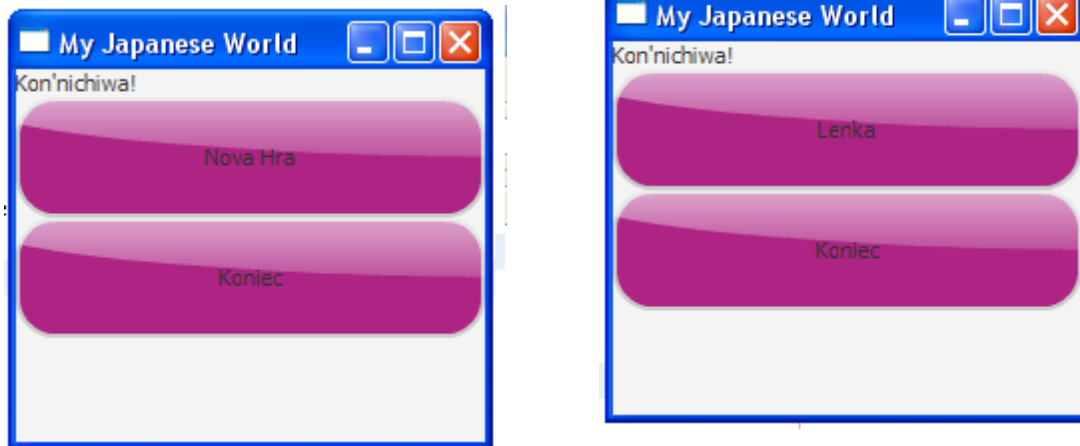 My Japanese World
Kon'nichiwa!
Nova Hra
Koniec
My Japanese World
Kon'nichiwa!
Lenka
Koniec